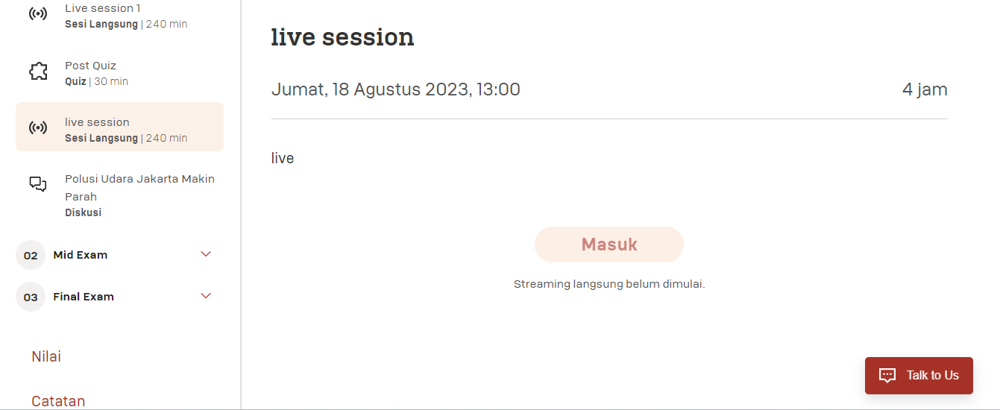 Live session 1
Sesi Langsung | 240 min
Post Quiz
Quiz | 30 min
live session
Sesi Langsung | 240 min
Polusi Udara Jakarta Makin
Parah
Diskusi
02 Mid Exam
03 Final Exam
Nilai
Catatan
live session
Jumat, 18 Agustus 2023, 13:00 4 jam
live
Masuk
Streaming langsung belum dimulai.
Talk to Us